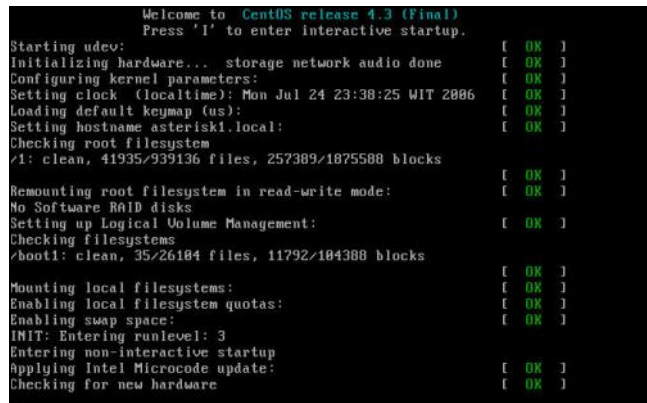 Welcome to CentOS release 4.3 (Final)
Press 'I' to enter interactive startup.
Starting udev: [ OK ]
Initializing hardware... storage network audio done [ OK ]
Configuring kernel parameters: [ OK ]
Setting clock (localtime): Mon Jul 24 23:38:25 WIT 2006 [ OK ]
Loading default keymap (us): [ OK ]
Setting hostname asterisk1.local: [ OK ]
Checking root filesystem
/1: clean, 41935/939136 files, 257389/1875588 blocks
[ OK ]
Remounting root filesystem in read-write mode: [ OK ]
No Software RAID disks
Setting up Logical Volume Management: [ OK ]
Checking filesystems
/boot1: clean, 35/26104 files, 11792/104388 blocks
[ OK ]
Mounting local filesystems: [ OK ]
Enabling local filesystem quotas: [ OK ]
Enabling swap space: [ OK ]
INIT: Entering runlevel: 3
Entering non-interactive startup
Applying Intel Microcode update: [ OK ]
Checking for new hardware [ OK ]